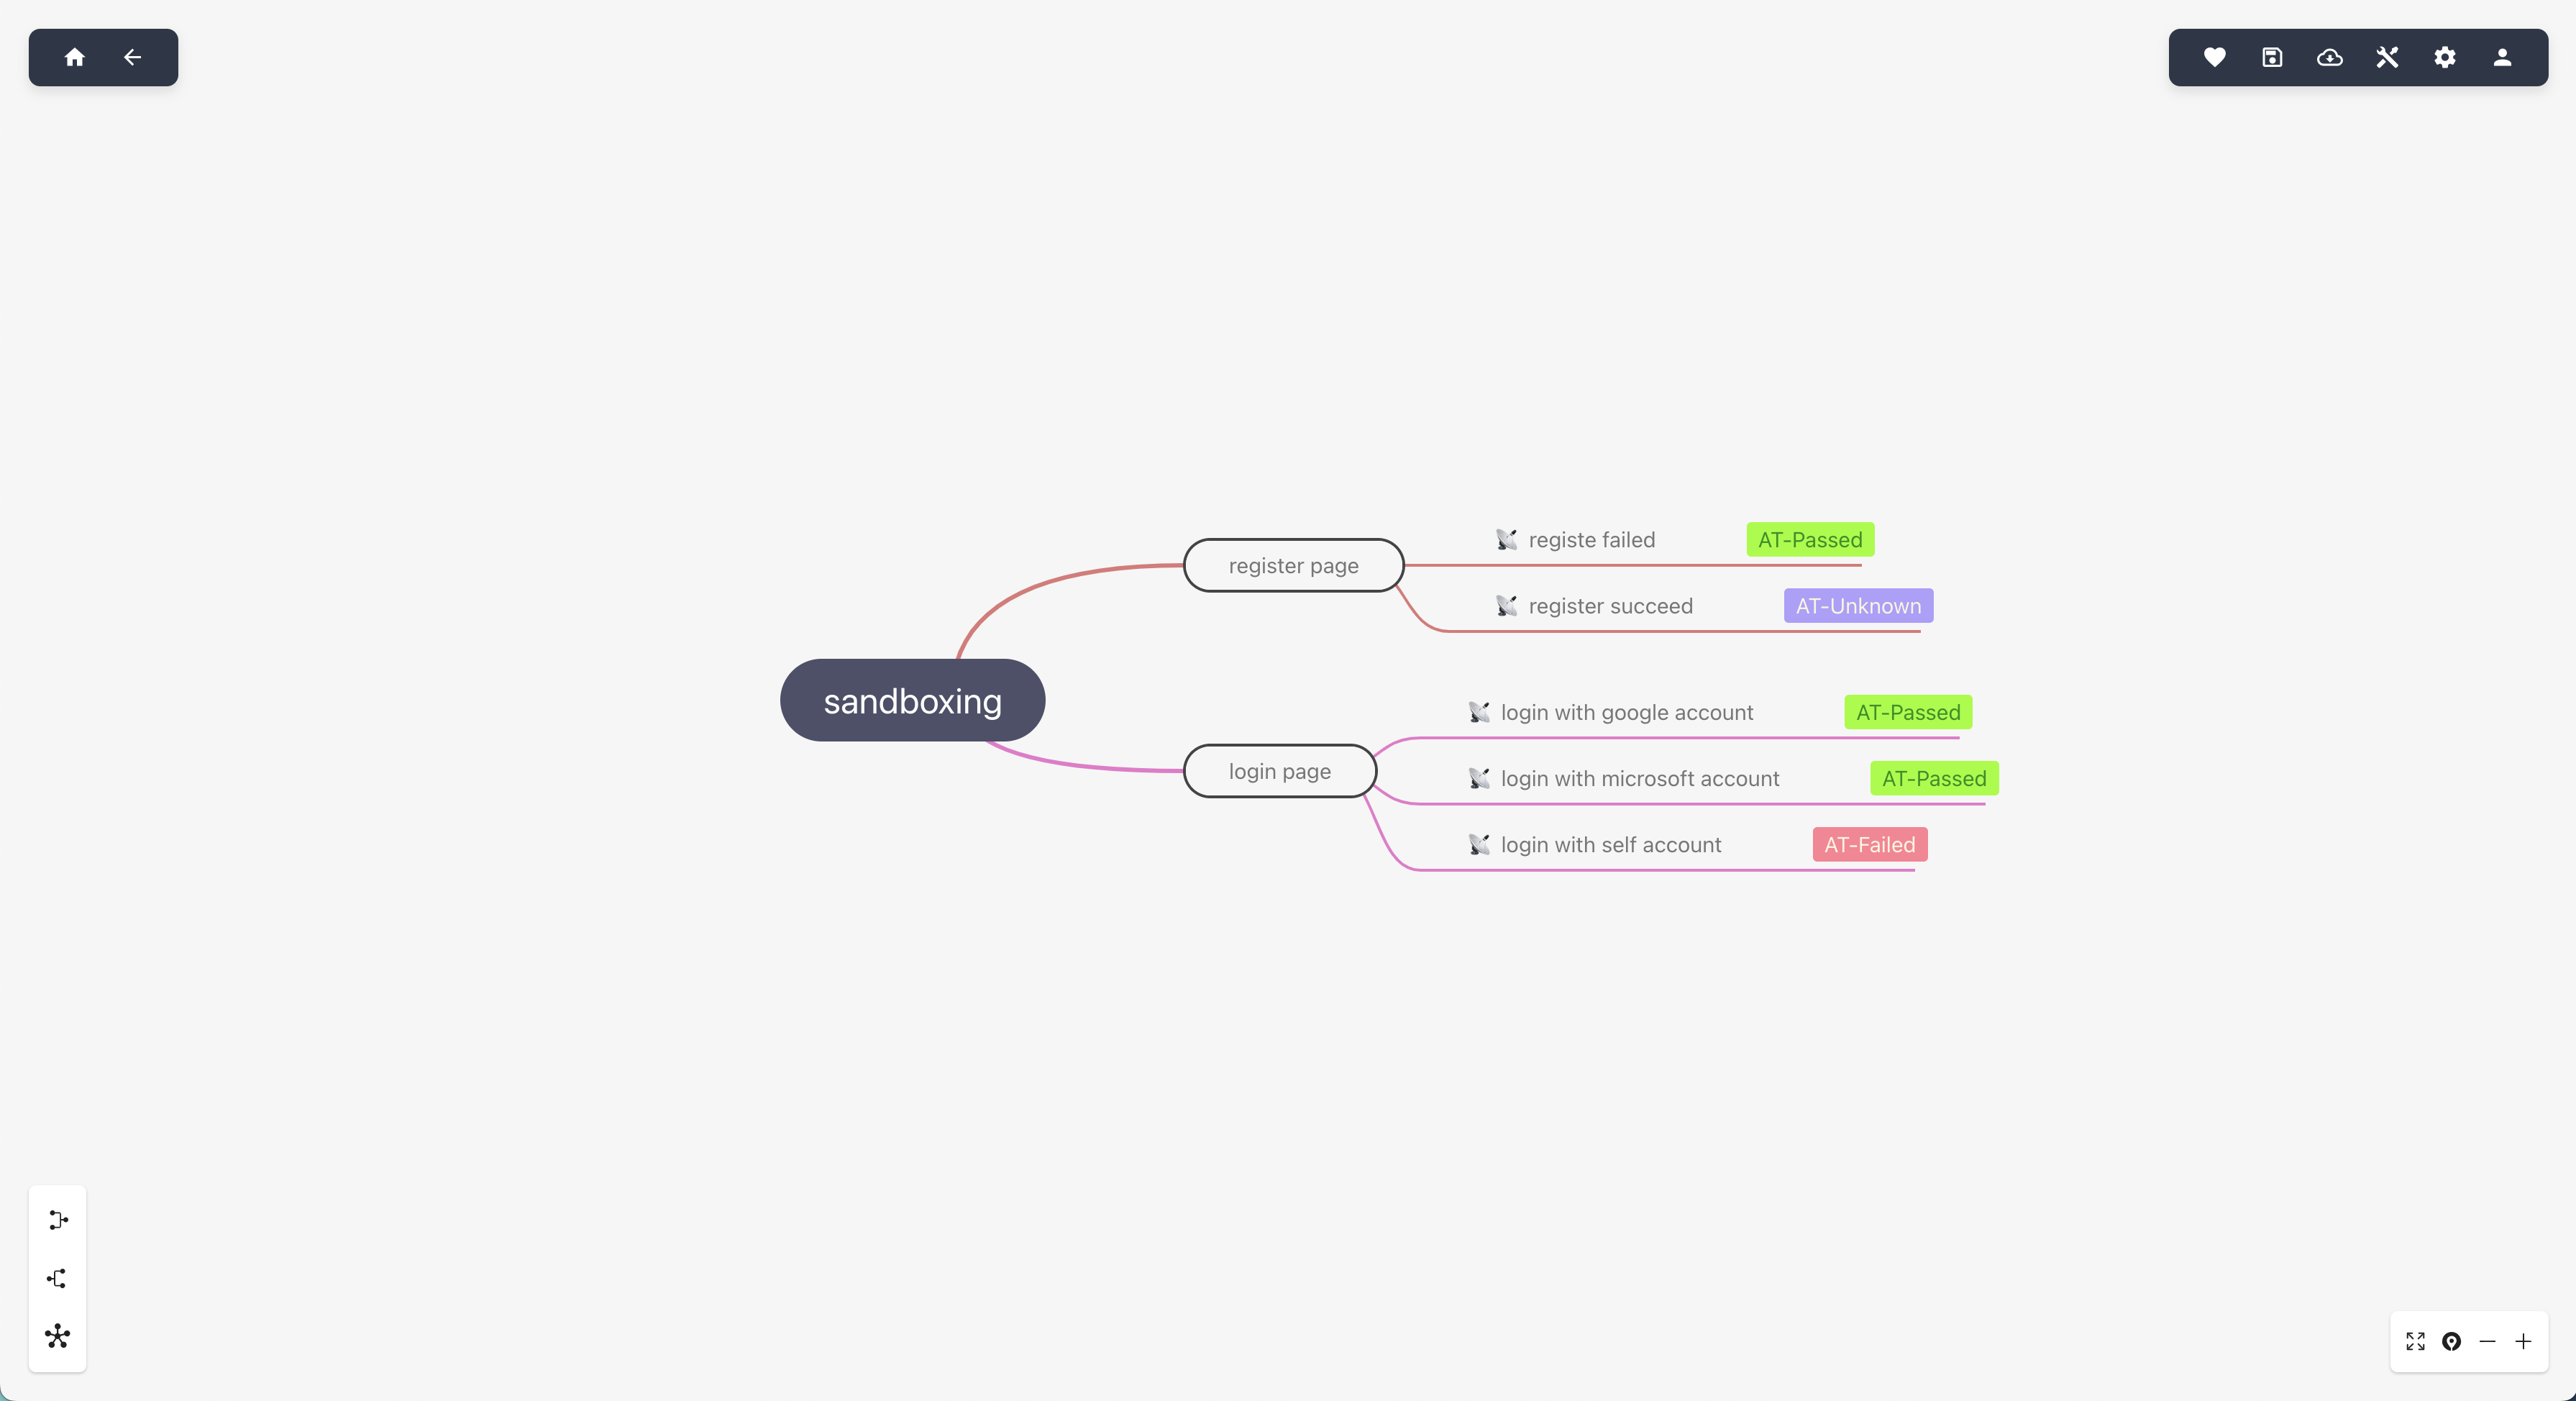 register page
registe failed
AT-Passed
register succeed
AT-Unknown
sandboxing
login page
login with google account
AT-Passed
login with microsoft account
AT-Passed
login with self account
AT-Failed